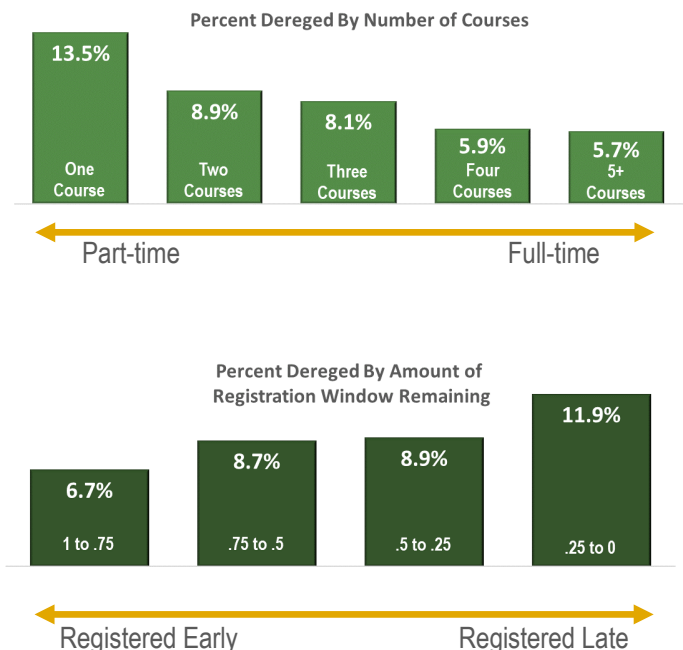 Percent Dereged By Number of Courses
13.5%
8.9%
8.1%
5.9%
5.7%
One
Course
Two
Courses
Three
Courses
Four
Courses
5+
Courses
Part-time
Full-time
Percent Dereged By Amount of
Registration Window Remaining
6.7%
8.7%
8.9%
11.9%
1 to .75
.75 to .5
.5 to .25
.25 to 0
Registered Early
Registered Late